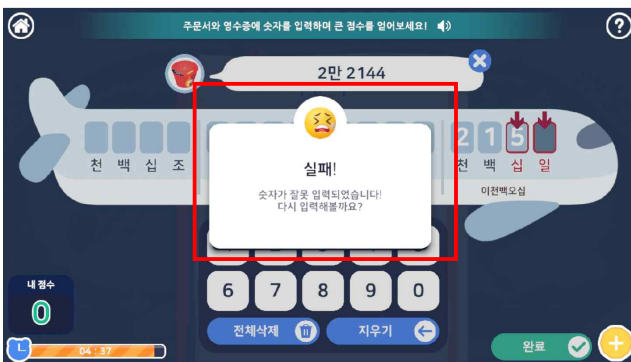 주문서와 영수증에 숫자를 입력하며 큰 점수를 얻어보세요!
?
2만 2144
천 백 십 조
2 1 5
천 백 십 일
이천백오십
실패!
숫자가 잘못 입력되었습니다!
다시 입력해볼까요?
6 7 8 9 0
전체삭제
지우기
내 점수
0
L
04 : 37
완료